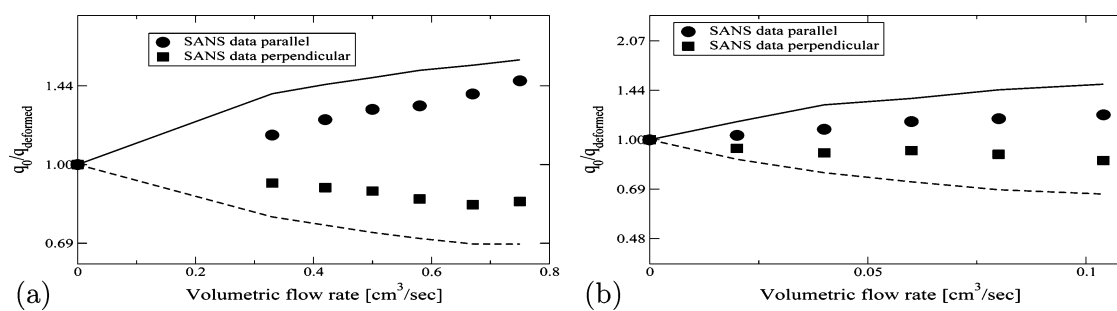 SANS data parallel
SANS data perpendicular
1.44
1.00
0.69
q0/qdeformed
0
0.2
0.4
0.6
0.8
Volumetric flow rate [cm³/sec]
(a)
SANS data parallel
SANS data perpendicular
2.07
1.44
1.00
0.69
0.48
q0/qdeformed
0
0.05
0.1
Volumetric flow rate [cm³/sec]
(b)